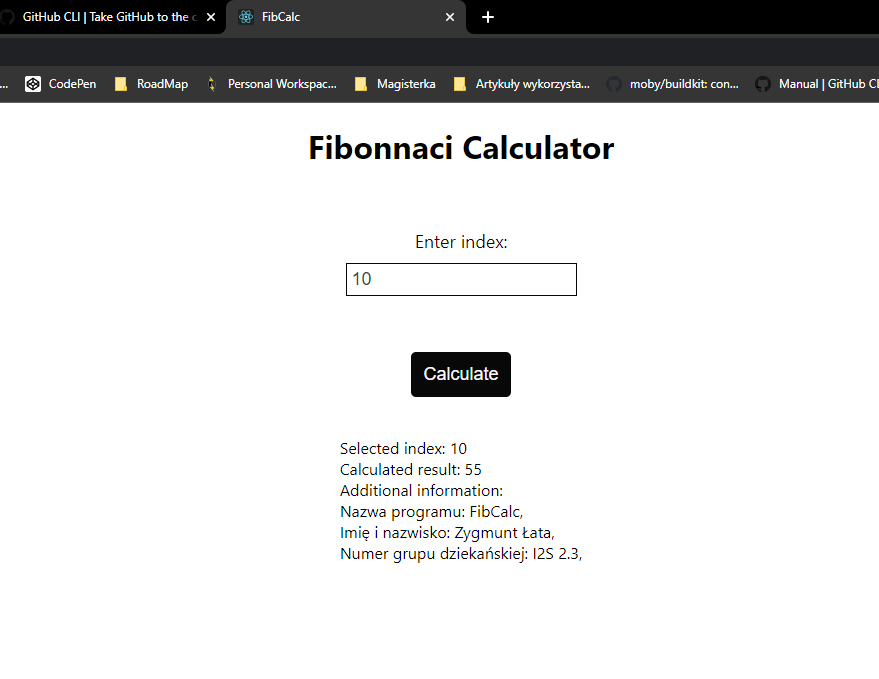 GitHub CLI | Take GitHub to the c
FibCalc
... CodePen RoadMap Personal Workspac... Magisterka Artykuły wykorzysta... moby/buildkit: con... Manual | GitHub CL
Fibonnaci Calculator
Enter index:
10
Calculate
Selected index: 10
Calculated result: 55
Additional information:
Nazwa programu: FibCalc,
Imię i nazwisko: Zygmunt Łata,
Numer grupu dziekańskiej: I2S 2.3,